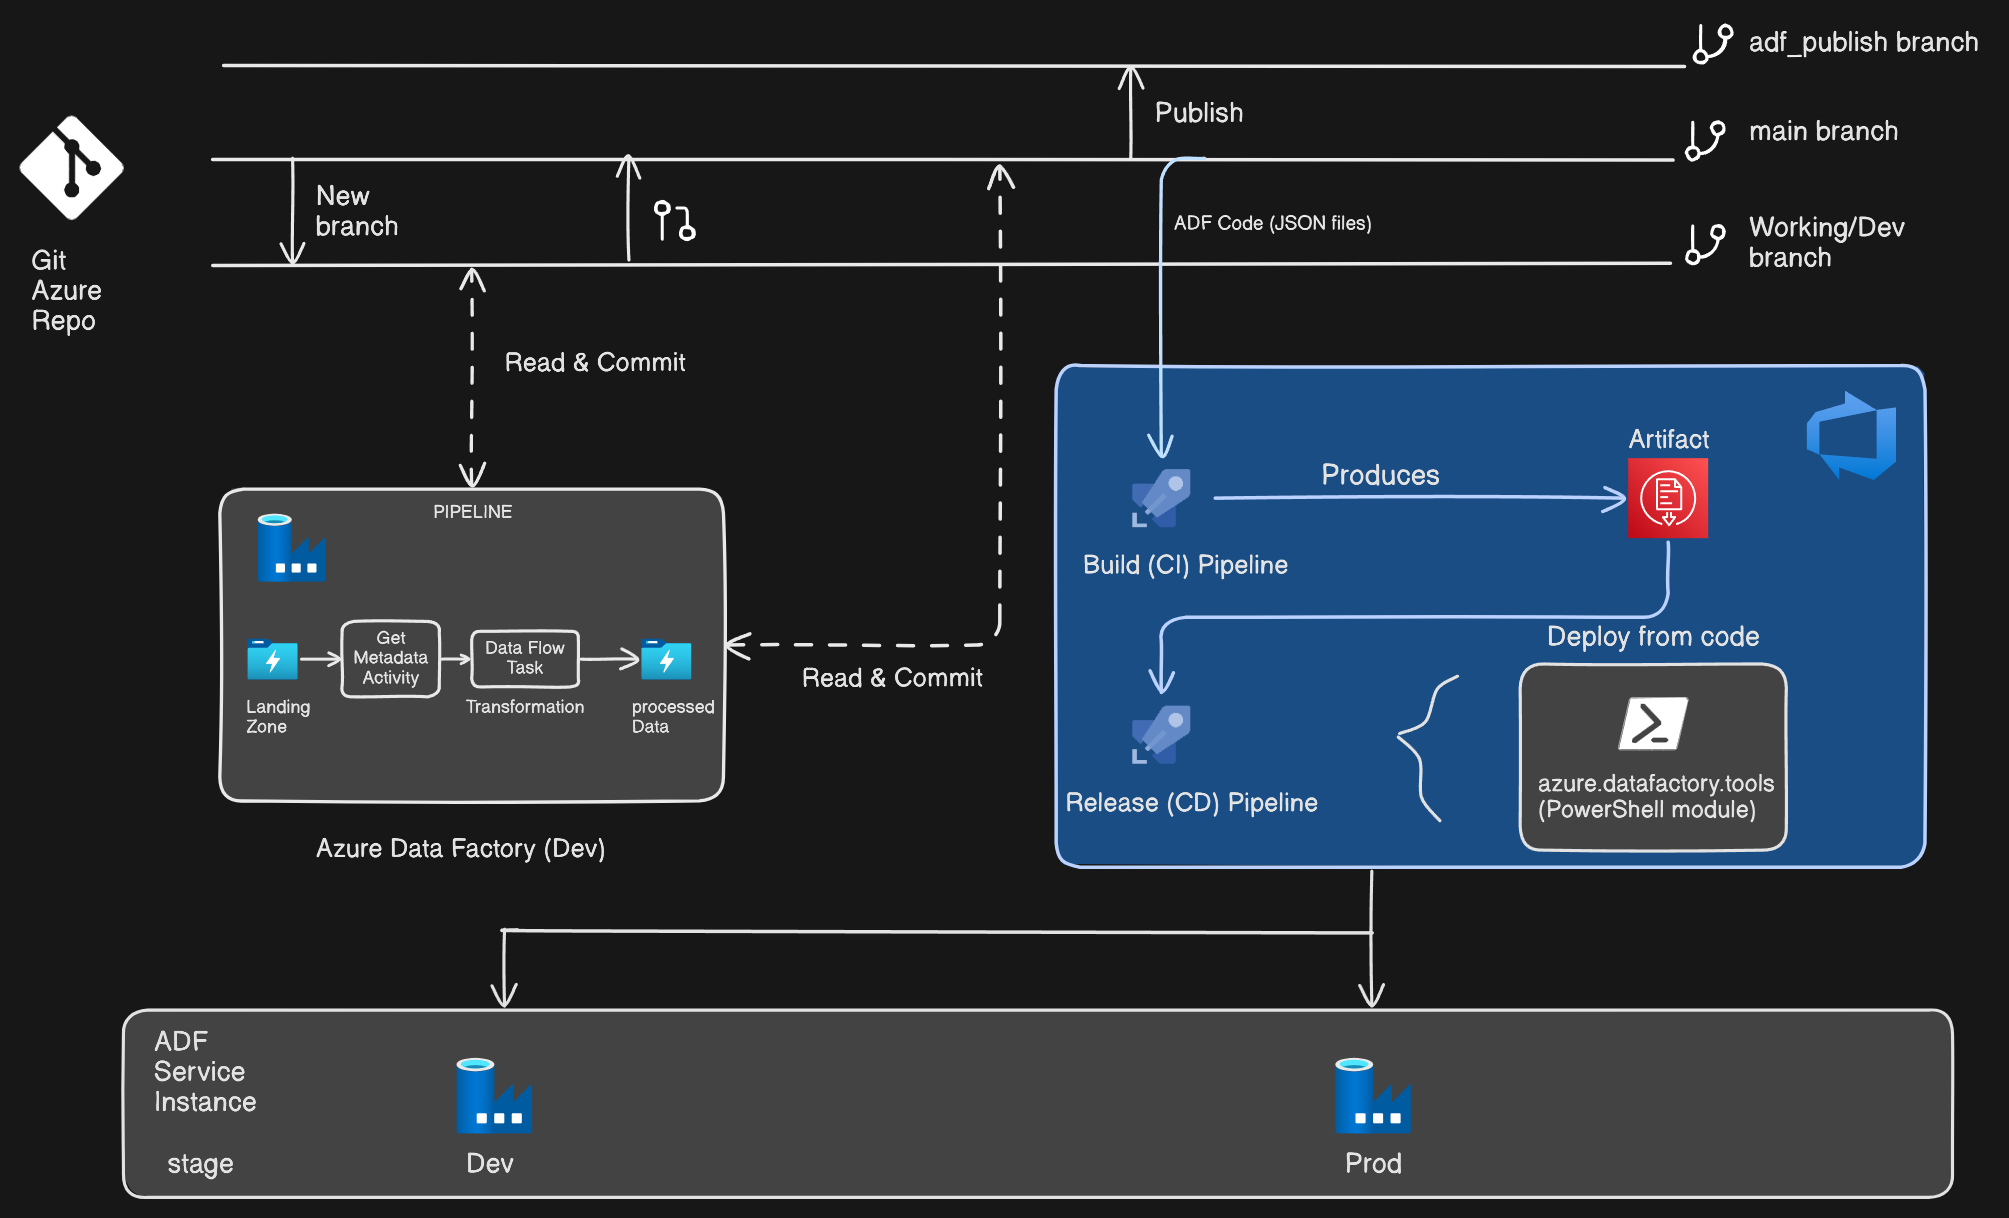 adf_publish branch
Publish
main branch
New
branch
ADF Code (JSON files)
Working/Dev
branch
Git
Azure
Repo
Read & Commit
Artifact
Produces
PIPELINE
Build (CI) Pipeline
Get
Metadata
Activity
Data Flow
Task
Landing
Zone
Transformation
processed
Data
Read & Commit
Deploy from code
azure.datafactory.tools
(PowerShell module)
Release (CD) Pipeline
Azure Data Factory (Dev)
ADF
Service
Instance
stage
Dev
Prod